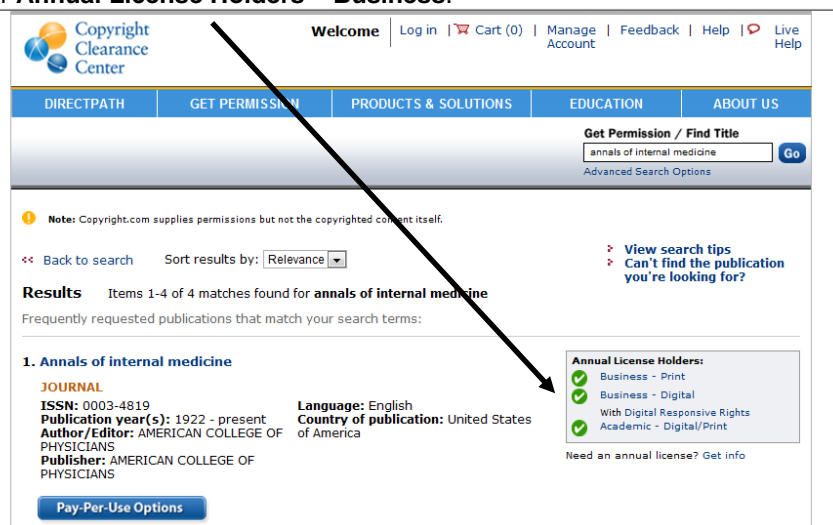 Annual License Holders – Business.
Copyright Clearance Center
Welcome Log in | Cart (0) | Manage Account | Feedback | Help | Live Help
DIRECTPATH GET PERMISSION PRODUCTS & SOLUTIONS EDUCATION ABOUT US
Get Permission / Find Title
annals of internal medicine Go
Advanced Search Options
Note: Copyright.com supplies permissions but not the copyrighted content itself.
<< Back to search Sort results by: Relevance
View search tips
Can't find the publication
you're looking for?
Results Items 1-4 of 4 matches found for annals of internal medicine
Frequently requested publications that match your search terms:
1. Annals of internal medicine
JOURNAL
ISSN: 0003-4819
Publication year(s): 1922 - present
Author/Editor: AMERICAN COLLEGE OF
PHYSICIANS
Publisher: AMERICAN COLLEGE OF
PHYSICIANS
Language: English
Country of publication: United States
of America
Annual License Holders:
Business - Print
Business - Digital
With Digital Responsive Rights
Academic - Digital/Print
Need an annual license? Get info
Pay-Per-Use Options